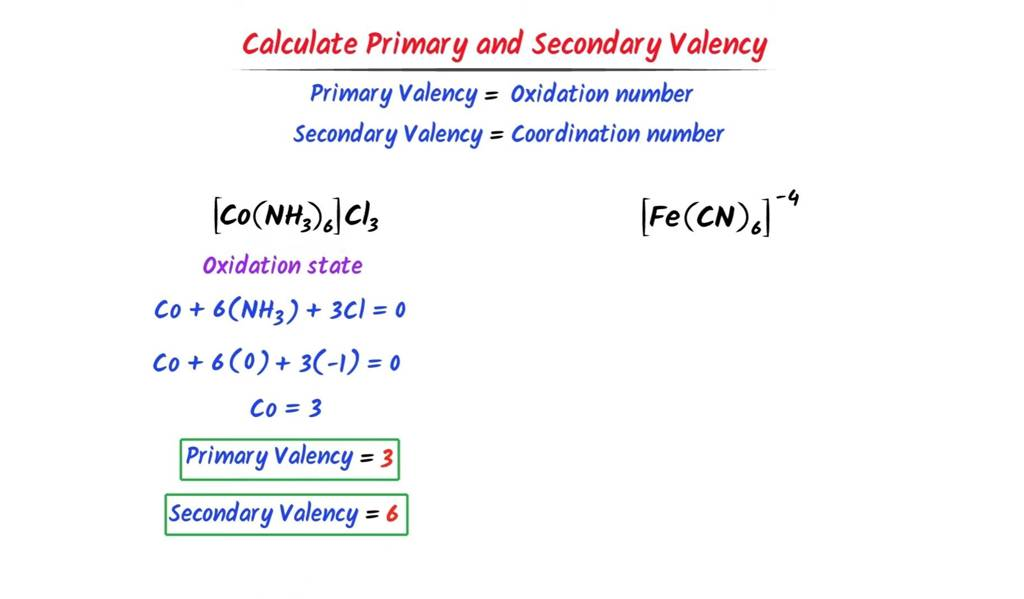 Calculate Primary and Secondary Valency
Primary Valency = Oxidation number
Secondary Valency = Coordination number
[Co(NH₃)₆]Cl₃
Oxidation state
Co + 6(NH₃) + 3Cl = 0
Co + 6(0) + 3(-1) = 0
Co = 3
Primary Valency = 3
Secondary Valency = 6
[Fe(CN)₆]⁻⁴